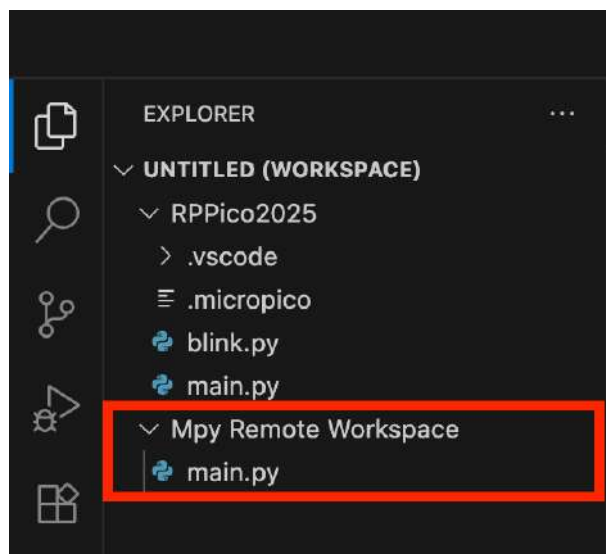 EXPLORER
UNTITLED (WORKSPACE)
RPPico2025
.vscode
.micropico
blink.py
main.py
Mpy Remote Workspace
main.py